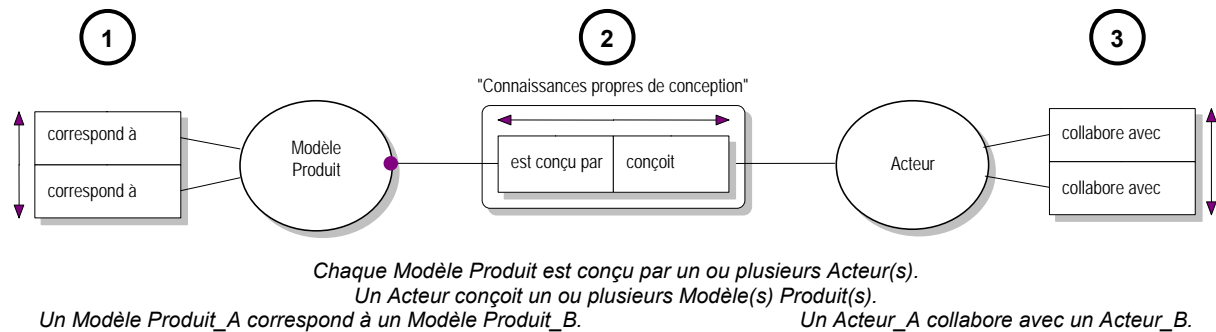 1
2
3
"Connaissances propres de conception"
correspond à
correspond à
Modèle
Produit
est conçu par
conçoit
Acteur
collabore avec
collabore avec
Chaque Modèle Produit est conçu par un ou plusieurs Acteur(s).
Un Acteur conçoit un ou plusieurs Modèle(s) Produit(s).
Un Modèle Produit_A correspond à un Modèle Produit_B.
Un Acteur_A collabore avec un Acteur_B.